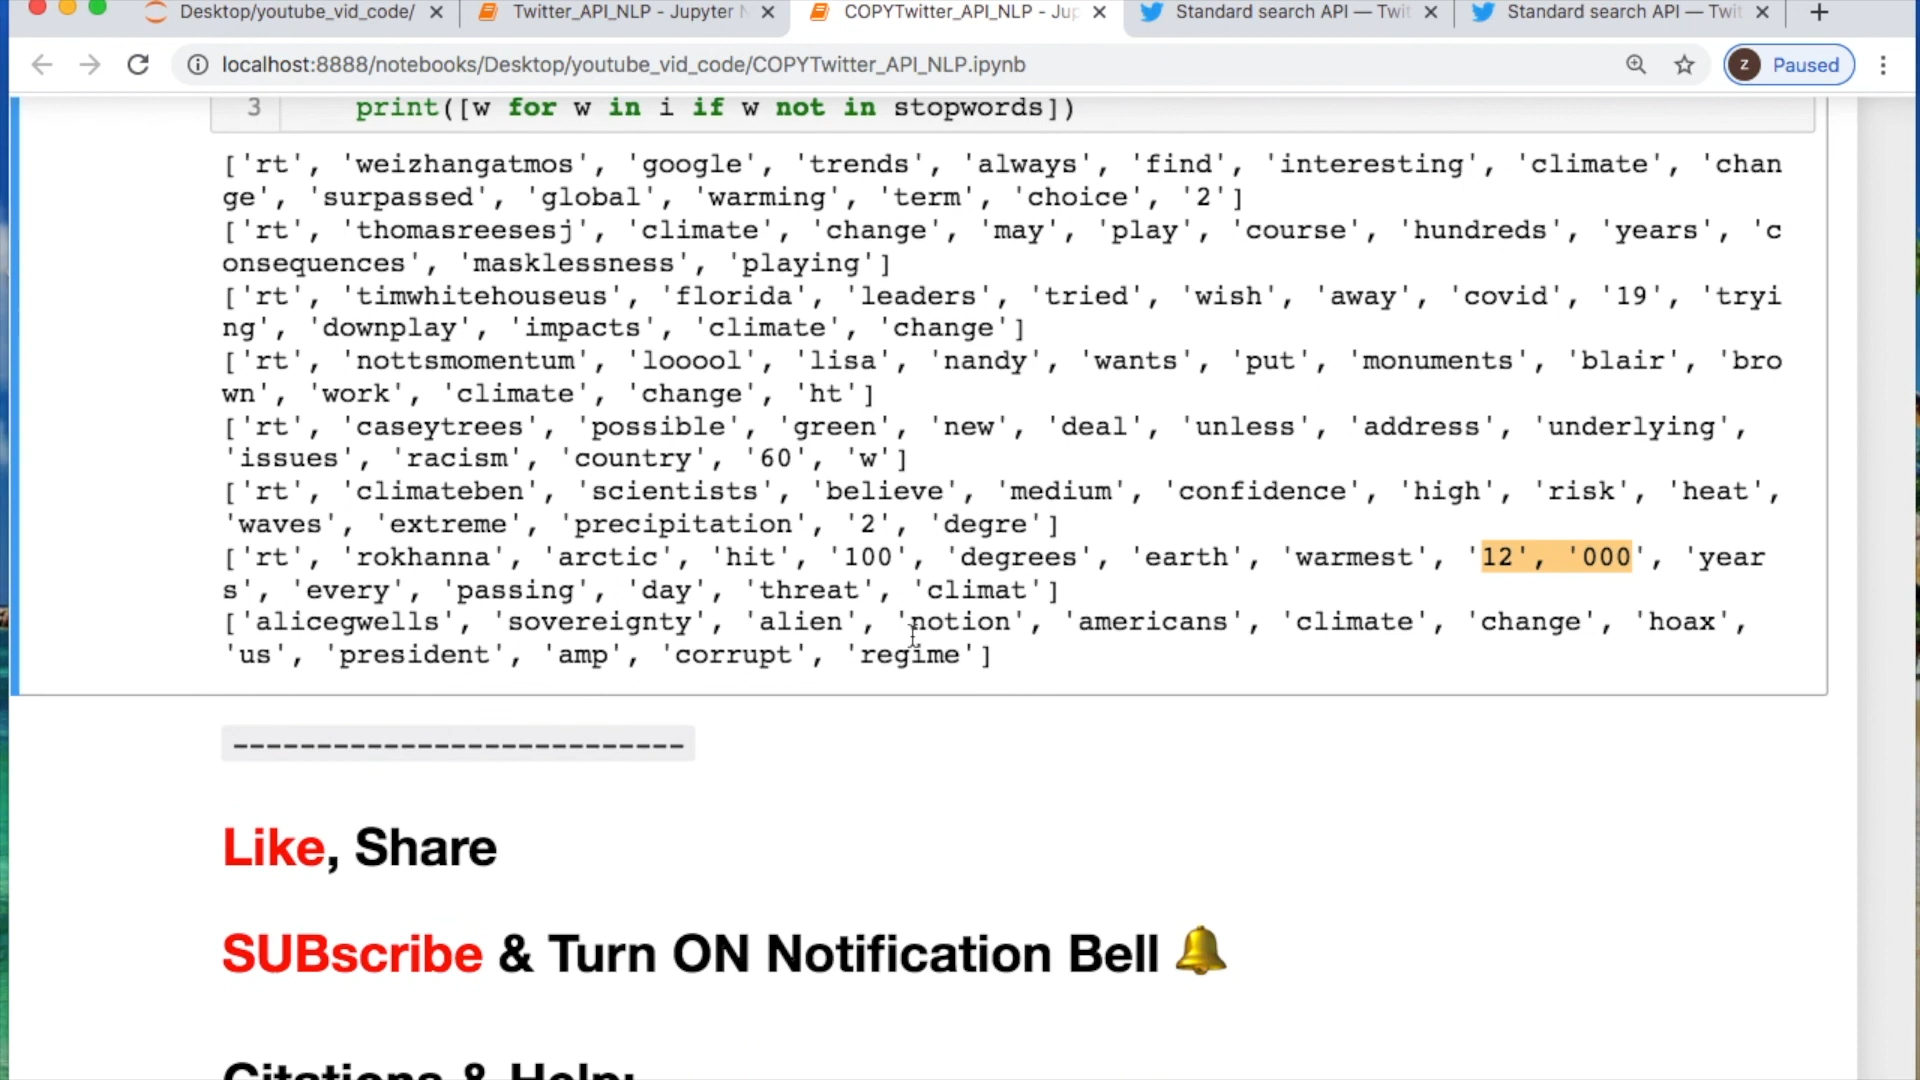 Desktop/youtube_vid_code/
Twitter_API_NLP - Jupyter N
COPYTwitter_API_NLP - Jup
Standard search API — Twit
Standard search API — Twit
localhost:8888/notebooks/Desktop/youtube_vid_code/COPYTwitter_API_NLP.ipynb
z Paused
3 print([w for w in i if w not in stopwords])
['rt', 'weizhangatmos', 'google', 'trends', 'always', 'find', 'interesting', 'climate', 'chan
ge', 'surpassed', 'global', 'warming', 'term', 'choice', '2']
['rt', 'thomasreesesj', 'climate', 'change', 'may', 'play', 'course', 'hundreds', 'years', 'c
onsequences', 'masklessness', 'playing']
['rt', 'timwhitehouseus', 'florida', 'leaders', 'tried', 'wish', 'away', 'covid', '19', 'tryi
ng', 'downplay', 'impacts', 'climate', 'change']
['rt', 'nottsmomentum', 'looool', 'lisa', 'nandy', 'wants', 'put', 'monuments', 'blair', 'bro
wn', 'work', 'climate', 'change', 'ht']
['rt', 'caseytrees', 'possible', 'green', 'new', 'deal', 'unless', 'address', 'underlying',
'issues', 'racism', 'country', '60', 'w']
['rt', 'climateben', 'scientists', 'believe', 'medium', 'confidence', 'high', 'risk', 'heat',
'waves', 'extreme', 'precipitation', '2', 'degre']
['rt', 'rokhanna', 'arctic', 'hit', '100', 'degrees', 'earth', 'warmest', '12', '000', 'year
s', 'every', 'passing', 'day', 'threat', 'climat']
['alicegwells', 'sovereignty', 'alien', 'notion', 'americans', 'climate', 'change', 'hoax',
'us', 'president', 'amp', 'corrupt', 'regime']
---------------------------
Like, Share
SUBscribe & Turn ON Notification Bell 🔔
Citations & Help: